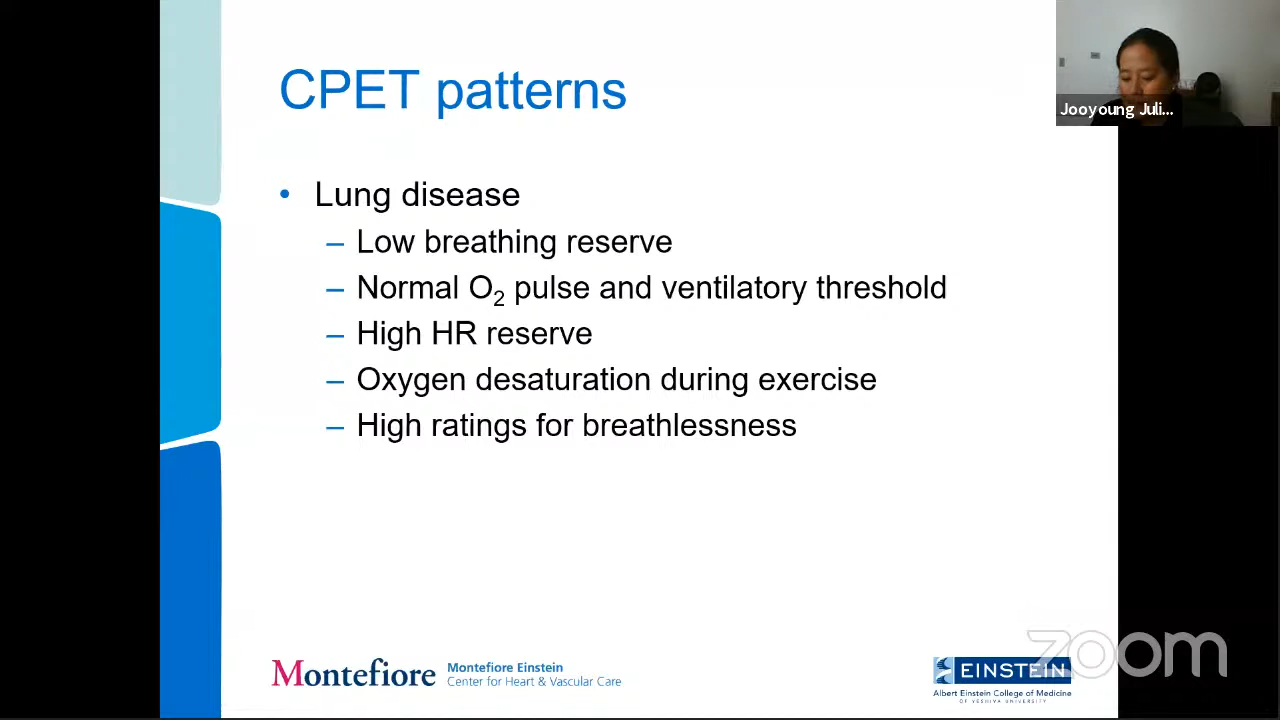 CPET patterns
Jooyoung Juli...
• Lung disease
– Low breathing reserve
– Normal O₂ pulse and ventilatory threshold
– High HR reserve
– Oxygen desaturation during exercise
– High ratings for breathlessness
zoom
Montefiore
Montefiore Einstein
Center for Heart & Vascular Care
EINSTEIN
Albert Einstein College of Medicine
OF YESHIVA UNIVERSITY